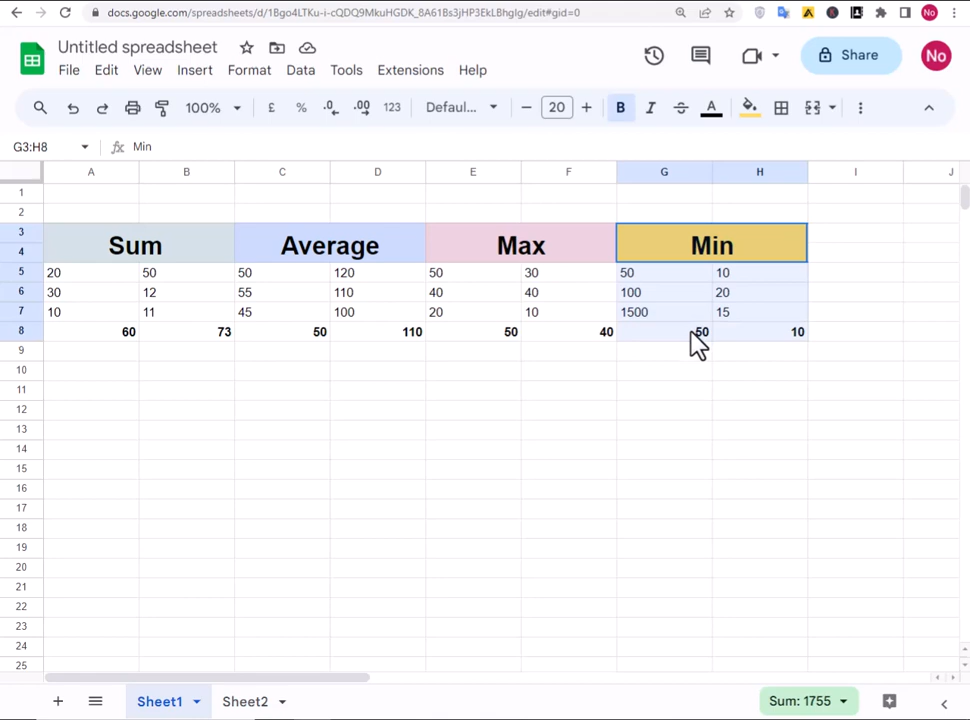 docs.google.com/spreadsheets/d/1Bgo4LTKu-i-cQDQ9MkuHGDK_8A61Bs3jHP3EkLBhgIg/edit#gid=0
No
Untitled spreadsheet
File Edit View Insert Format Data Tools Extensions Help
Share
No
100% £ % .0 .00 123 Defaul... 20 B I S A
G3:H8 fx Min
A B C D E F G H I J
1
2
3 Sum Average Max Min
4
5 20 50 50 120 50 30 50 10
6 30 12 55 110 40 40 100 20
7 10 11 45 100 20 10 1500 15
8 60 73 50 110 50 40 50 10
9
10
11
12
13
14
15
16
17
18
19
20
21
22
23
24
25
Sheet1 Sheet2 Sum: 1755